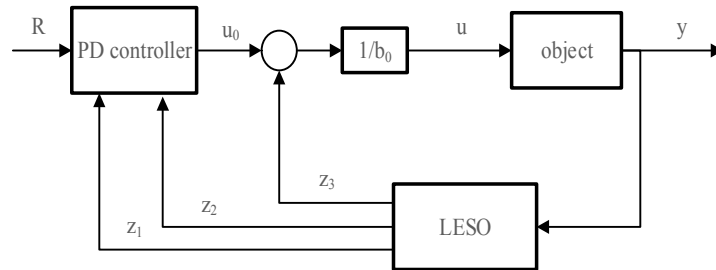 R
PD controller
u₀
1/b₀
u
object
y
z₃
z₂
LESO
z₁